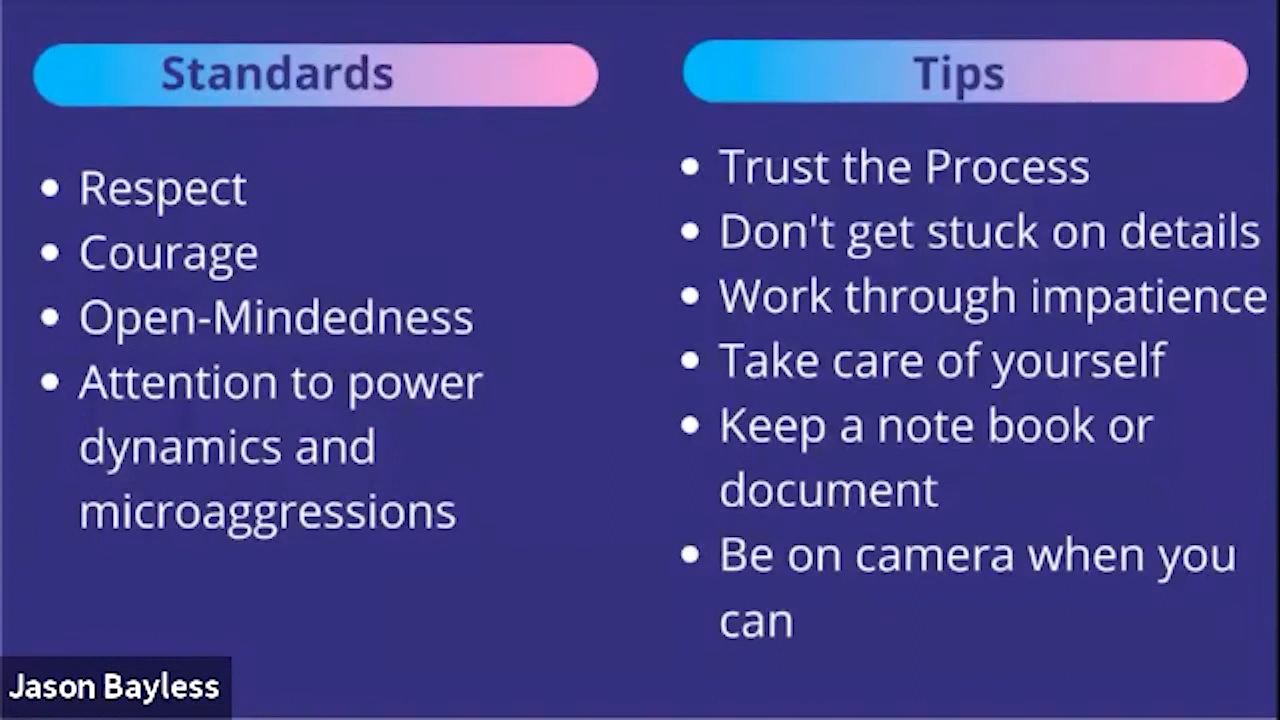 Standards
• Respect
• Courage
• Open-Mindedness
• Attention to power
dynamics and
microaggressions
Tips
• Trust the Process
• Don't get stuck on details
• Work through impatience
• Take care of yourself
• Keep a note book or
document
• Be on camera when you
can
Jason Bayless